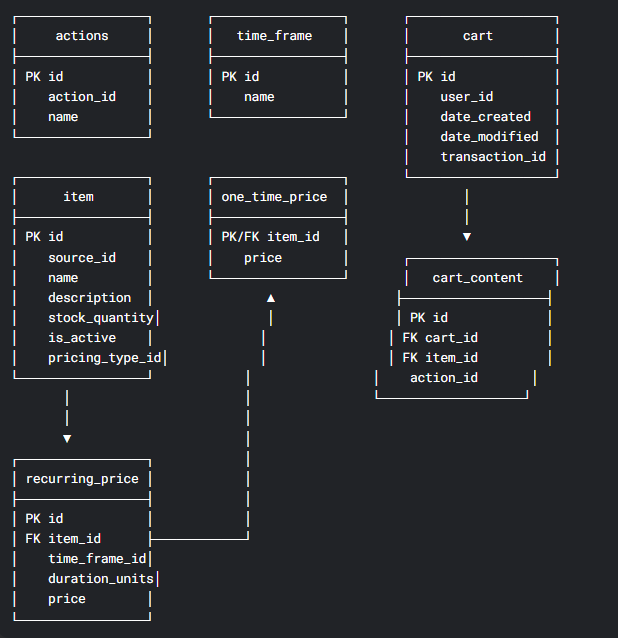 actions
PK id
action_id
name
time_frame
PK id
name
cart
PK id
user_id
date_created
date_modified
transaction_id
item
PK id
source_id
name
description
stock_quantity
is_active
pricing_type_id
one_time_price
PK/FK item_id
price
cart_content
PK id
FK cart_id
FK item_id
action_id
recurring_price
PK id
FK item_id
time_frame_id
duration_units
price